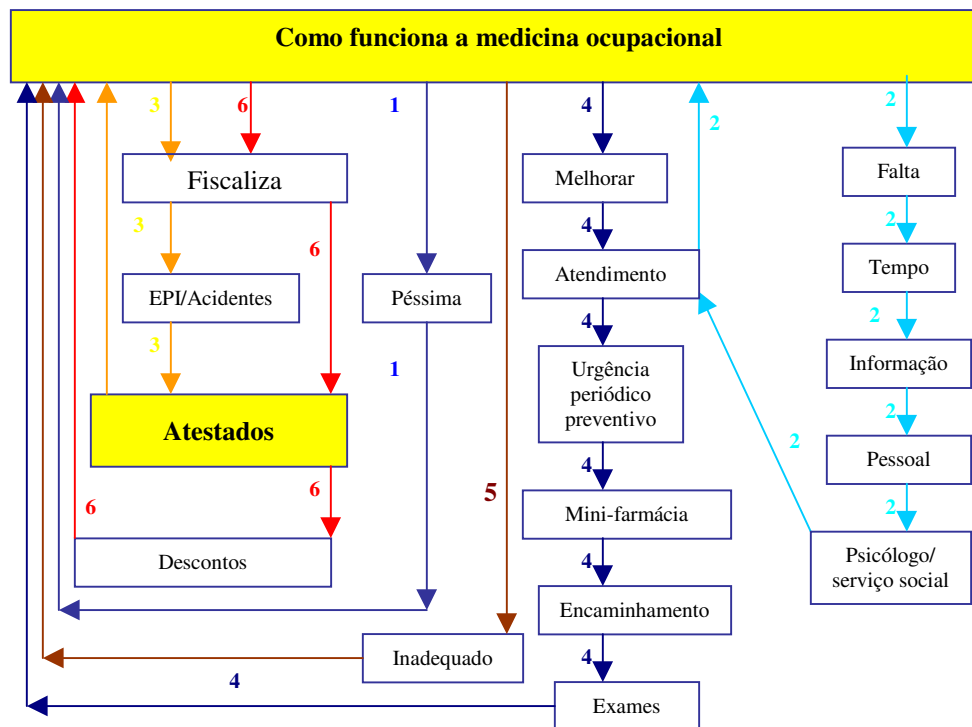 Como funciona a medicina ocupacional
3
6
1
4
2
2
Fiscaliza
Melhorar
Falta
3
6
4
2
EPI/Acidentes
Péssima
Atendimento
Tempo
3
1
4
2
Urgência
periódico
preventivo
Informação
2
Atestados
Pessoal
2
4
2
6
6
5
Mini-farmácia
Descontos
Psicólogo/
serviço social
4
Encaminhamento
Inadequado
4
4
Exames